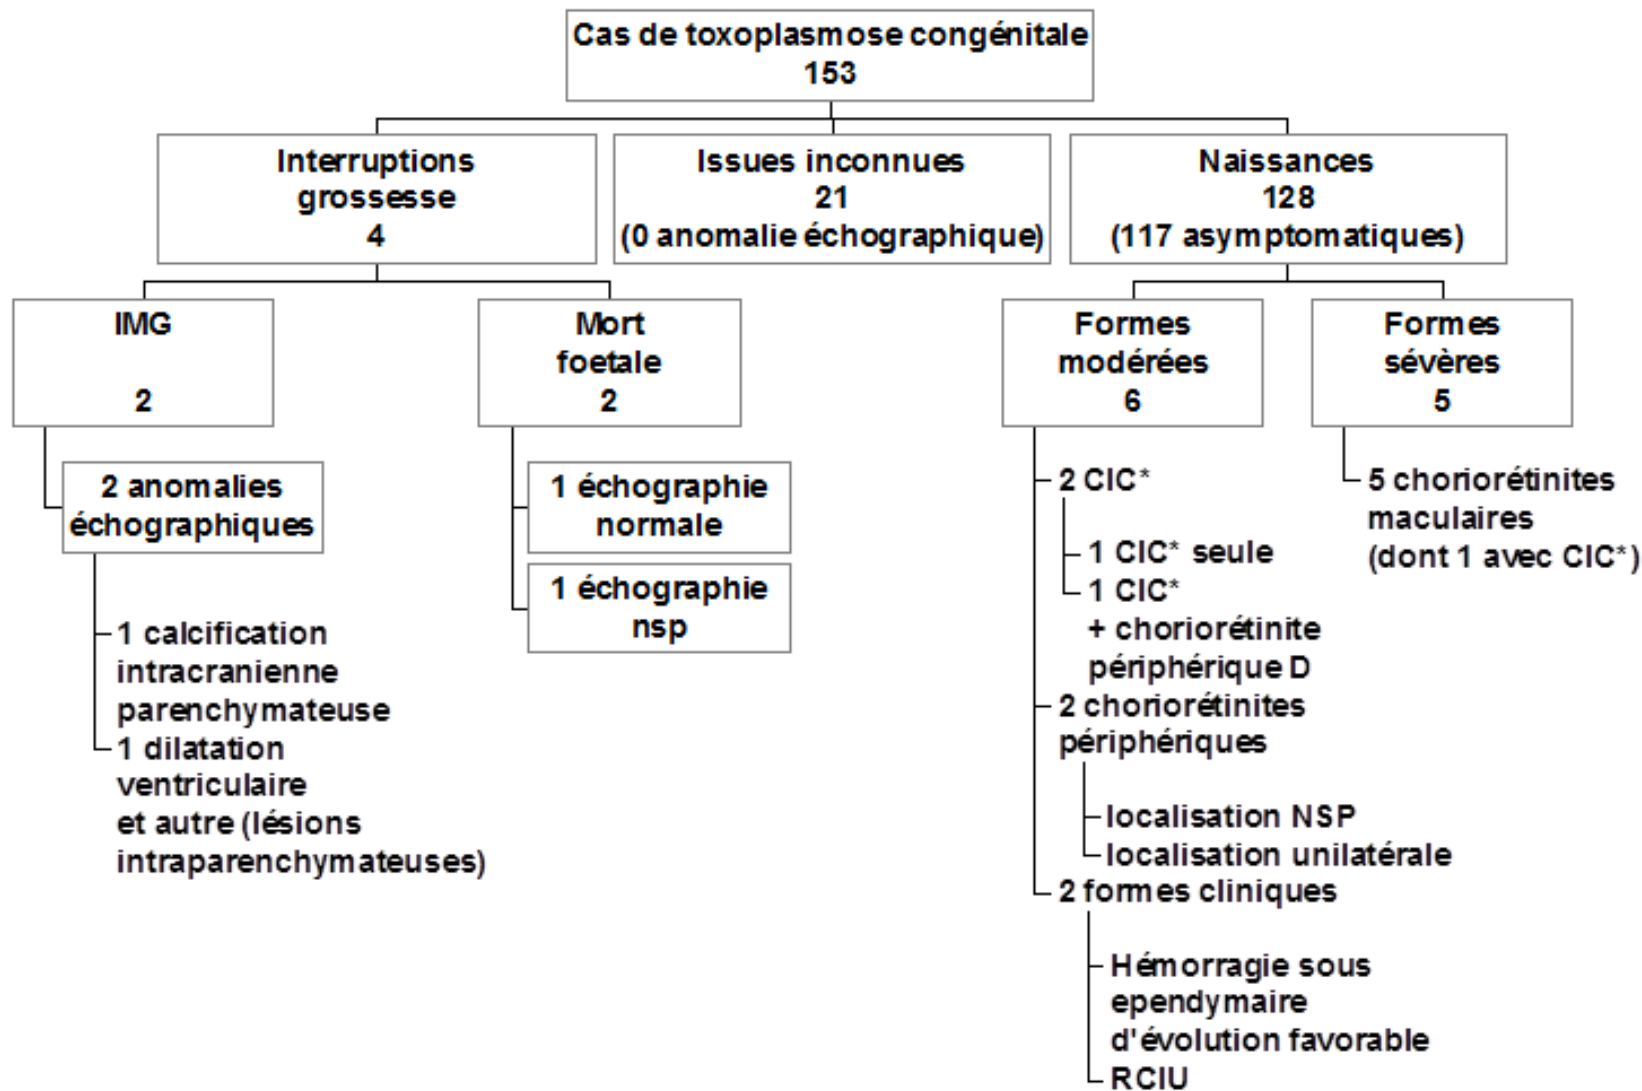 Cas de toxoplasmose congénitale
153
Interruptions
grossesse
4
Issues inconnues
21
(0 anomalie échographique)
Naissances
128
(117 asymptomatiques)
IMG
2
Mort
foetale
2
Formes
modérées
6
Formes
sévères
5
2 anomalies
échographiques
1 calcification
intracranienne
parenchymateuse
1 dilatation
ventriculaire
et autre (lésions
intraparenchymateuses)
1 échographie
normale
1 échographie
nsp
2 CIC*
1 CIC* seule
1 CIC*
+ choriorétinite
périphérique D
2 choriorétinites
périphériques
localisation NSP
localisation unilatérale
2 formes cliniques
Hémorragie sous
ependymaire
d'évolution favorable
RCIU
5 choriorétinites
maculaires
(dont 1 avec CIC*)